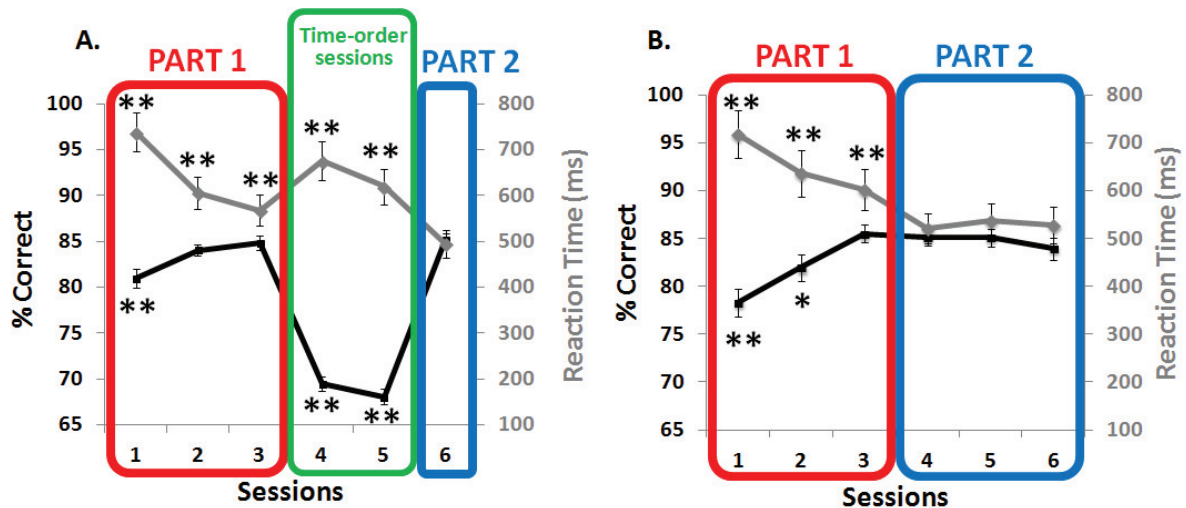 A.
PART 1
Time-order
sessions
PART 2
100
95
90
85
80
75
70
65
% Correct
800
700
600
500
400
300
200
100
Reaction Time (ms)
**
**
**
**
**
**
**
**
1 2 3 4 5 6
Sessions
B.
PART 1
PART 2
100
95
90
85
80
75
70
65
% Correct
800
700
600
500
400
300
200
100
Reaction Time (ms)
**
**
**
*
**
1 2 3 4 5 6
Sessions